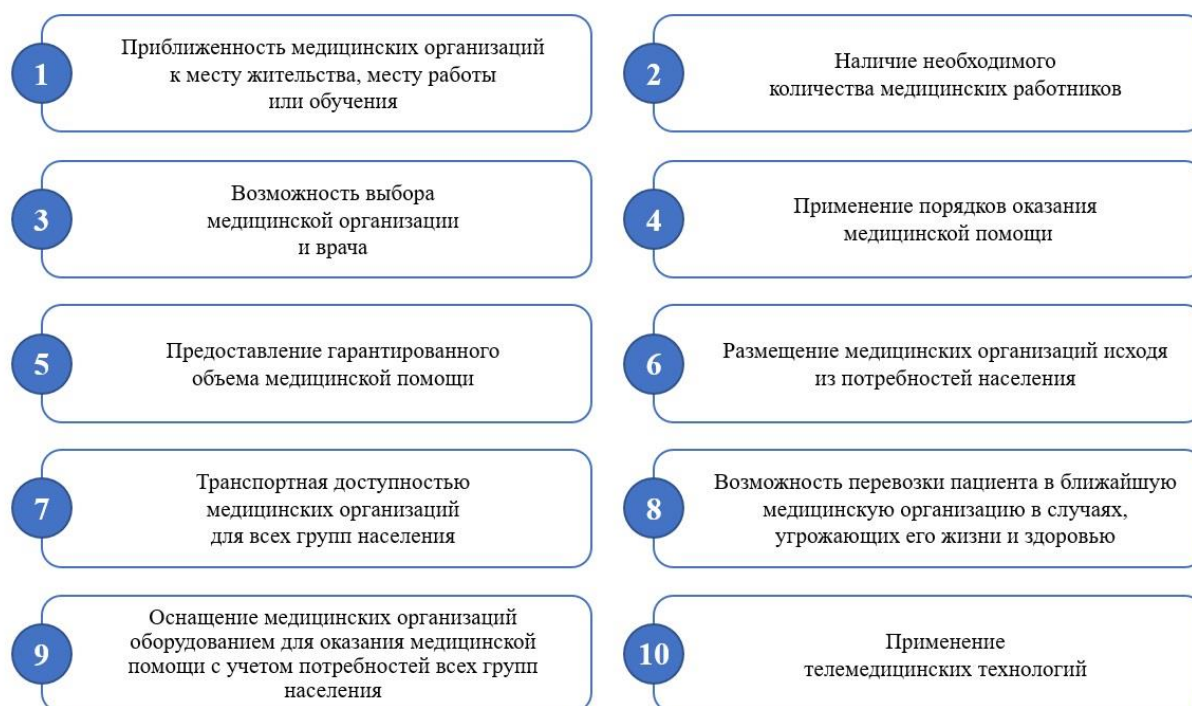 1
Приближенность медицинских организаций
к месту жительства, месту работы
или обучения
2
Наличие необходимого
количества медицинских работников
3
Возможность выбора
медицинской организации
и врача
4
Применение порядков оказания
медицинской помощи
5
Предоставление гарантированного
объема медицинской помощи
6
Размещение медицинских организаций исходя
из потребностей населения
7
Транспортная доступностью
медицинских организаций
для всех групп населения
8
Возможность перевозки пациента в ближайшую
медицинскую организацию в случаях,
угрожающих его жизни и здоровью
9
Оснащение медицинских организаций
оборудованием для оказания медицинской
помощи с учетом потребностей всех групп
населения
10
Применение
телемедицинских технологий